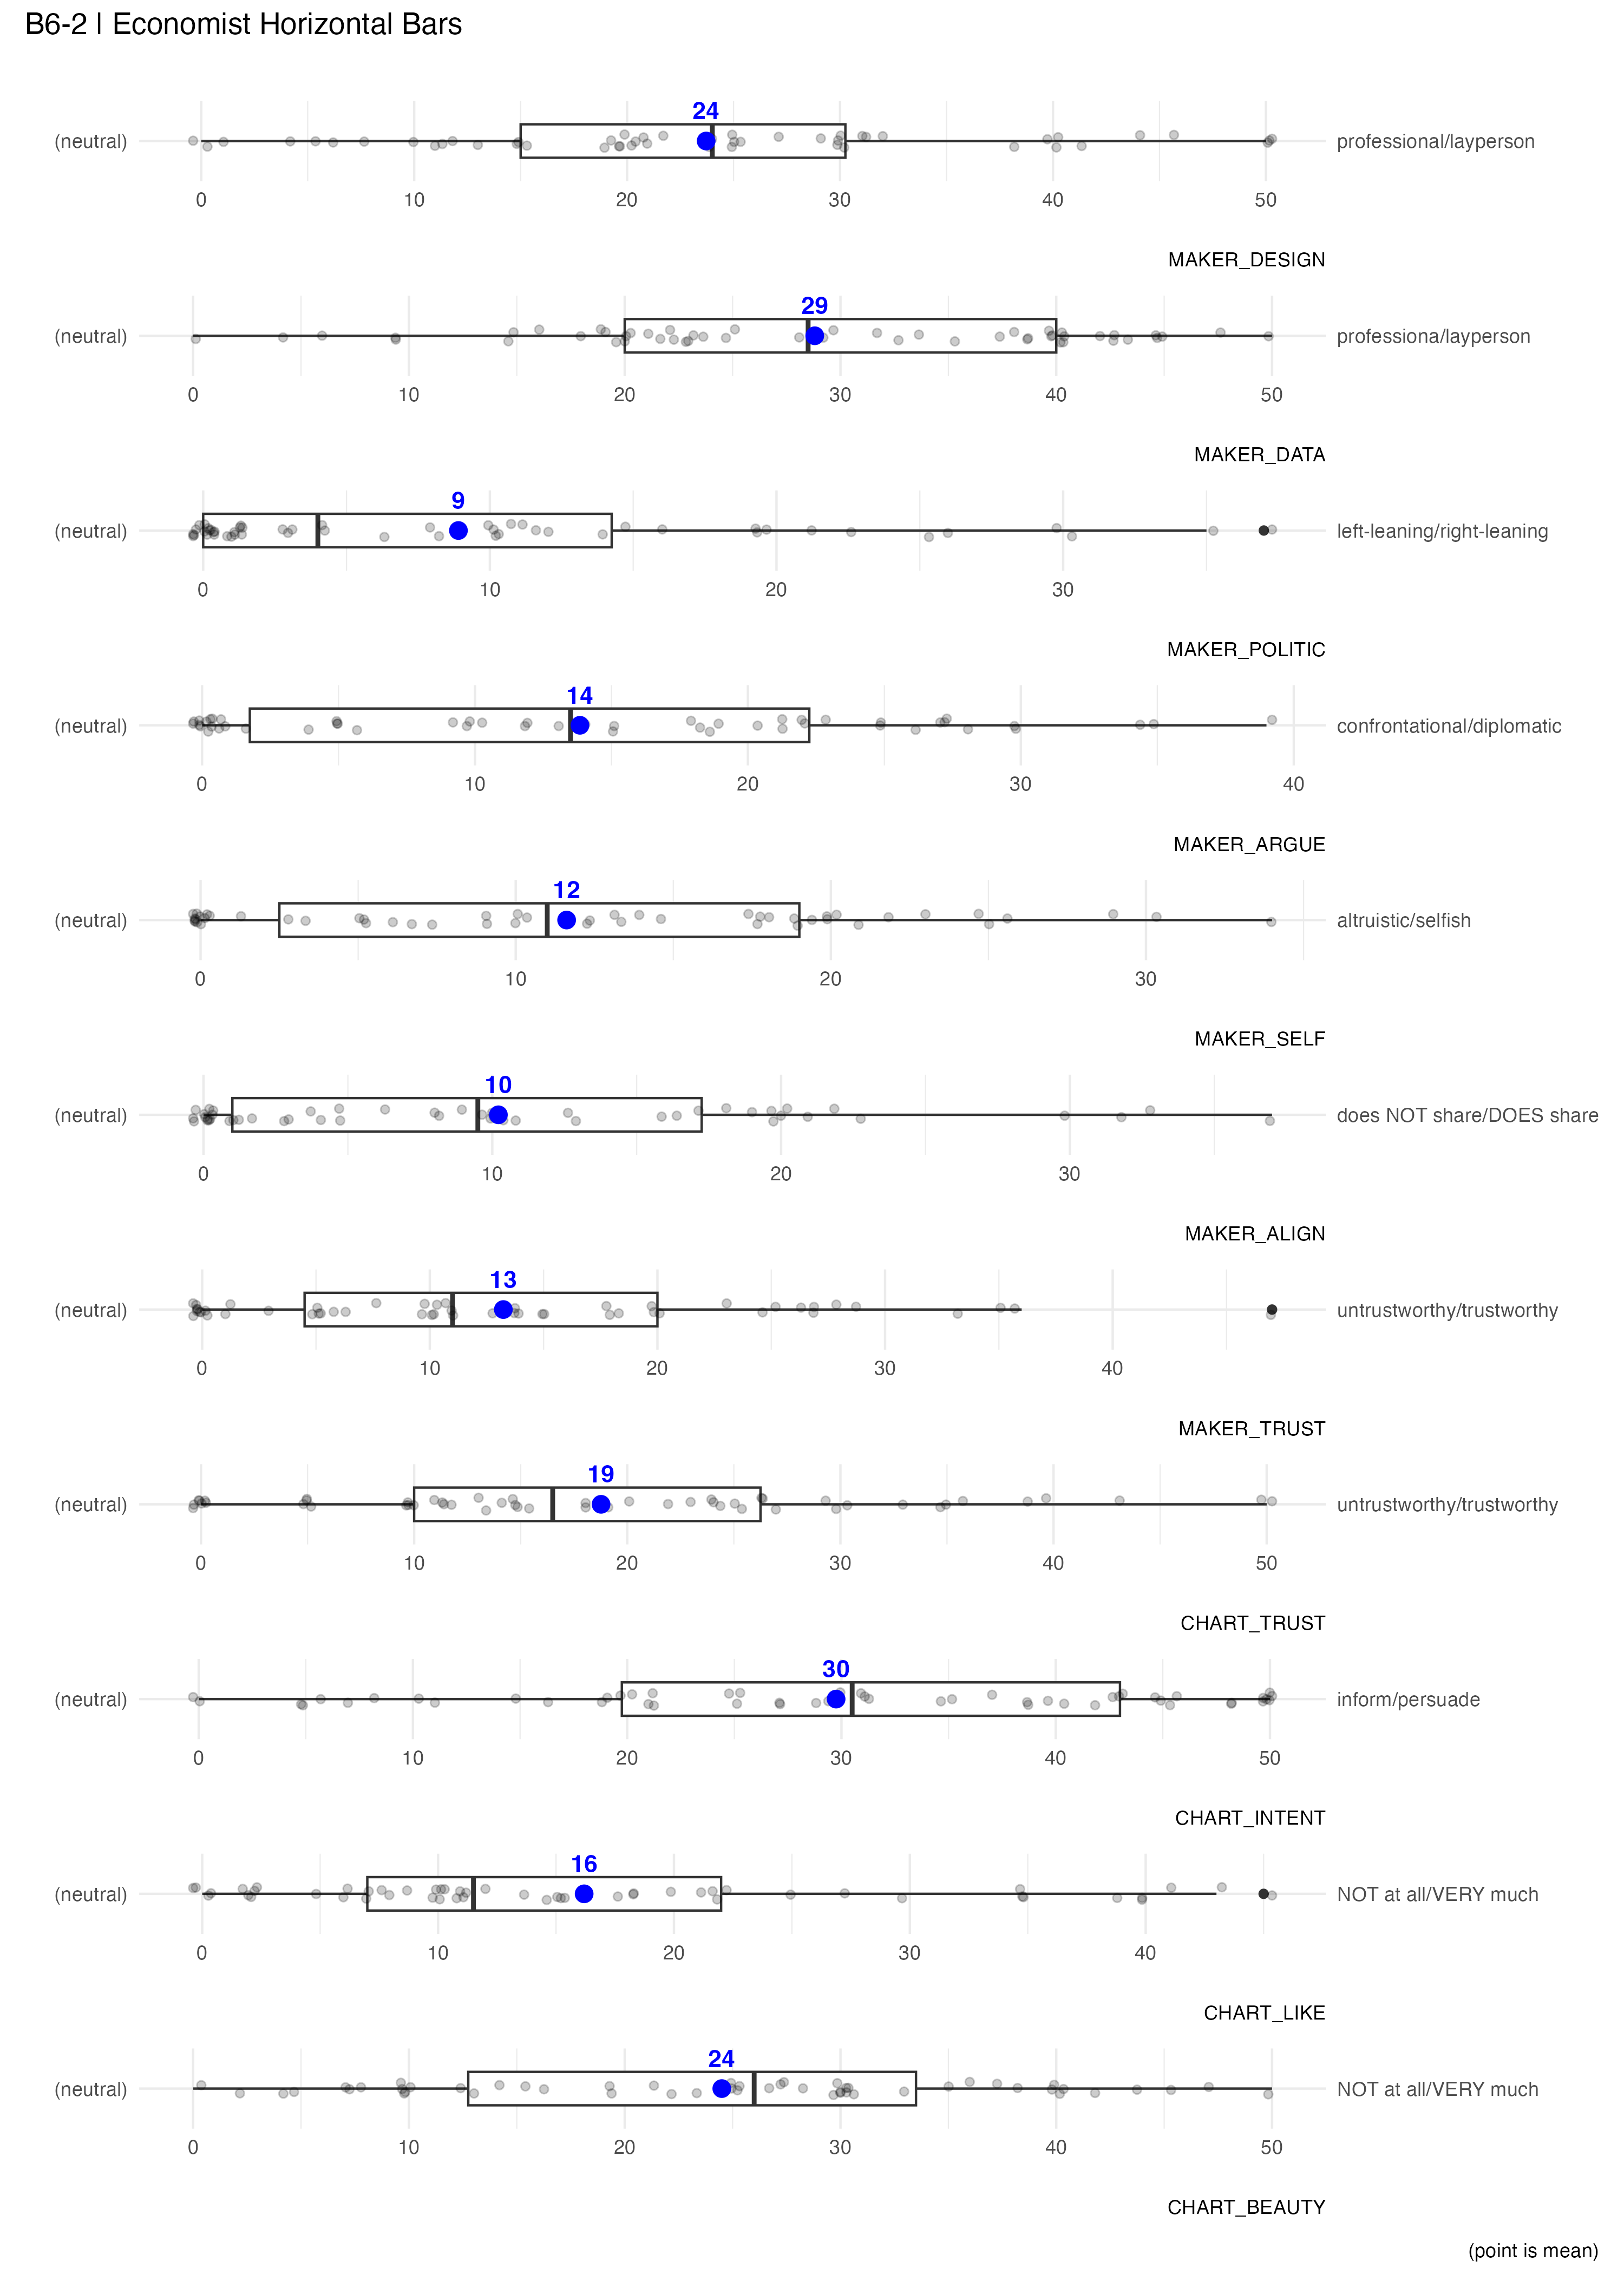 B6-2 | Economist Horizontal Bars
24
(neutral) professional/layperson
0 10 20 30 40 50
MAKER_DESIGN
29
(neutral) professiona/layperson
0 10 20 30 40 50
MAKER_DATA
9
(neutral) left-leaning/right-leaning
0 10 20 30
MAKER_POLITIC
14
(neutral) confrontational/diplomatic
0 10 20 30 40
MAKER_ARGUE
12
(neutral) altruistic/selfish
0 10 20 30
MAKER_SELF
10
(neutral) does NOT share/DOES share
0 10 20 30
MAKER_ALIGN
13
(neutral) untrustworthy/trustworthy
0 10 20 30 40
MAKER_TRUST
19
(neutral) untrustworthy/trustworthy
0 10 20 30 40 50
CHART_TRUST
30
(neutral) inform/persuade
0 10 20 30 40 50
CHART_INTENT
16
(neutral) NOT at all/VERY much
0 10 20 30 40
CHART_LIKE
24
(neutral) NOT at all/VERY much
0 10 20 30 40 50
CHART_BEAUTY
(point is mean)